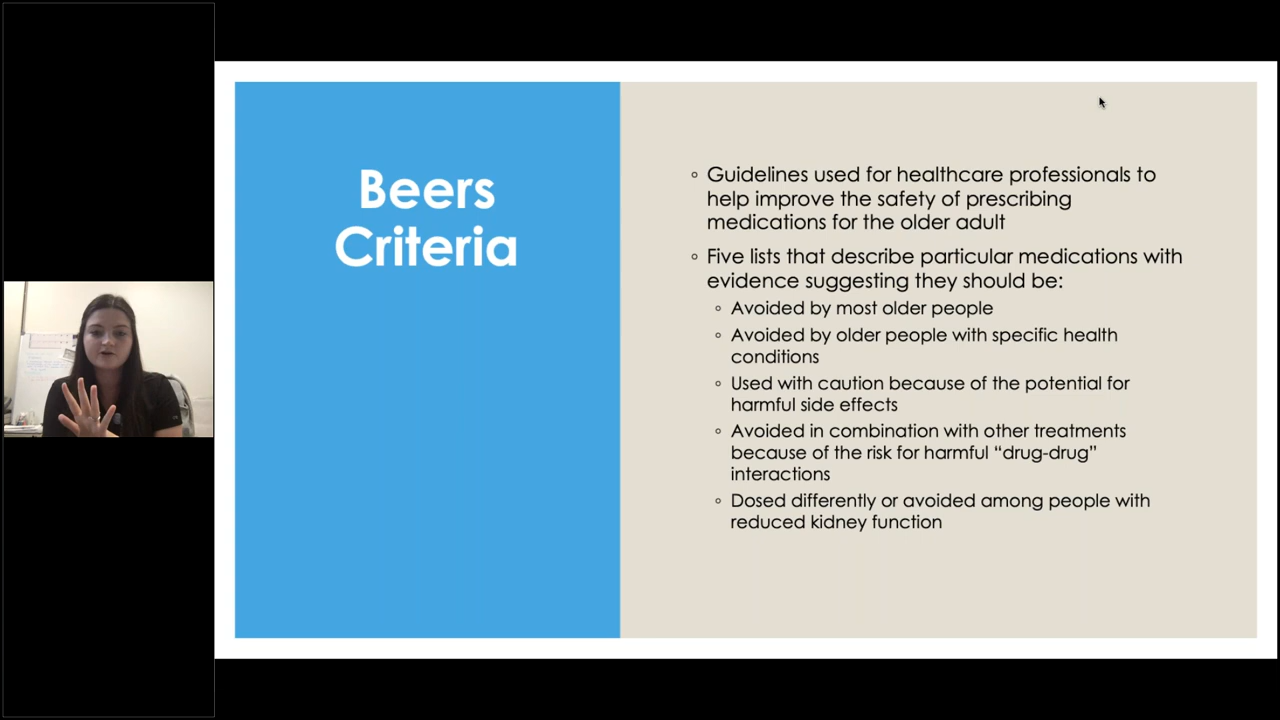 Beers
Criteria
◦ Guidelines used for healthcare professionals to
help improve the safety of prescribing
medications for the older adult
◦ Five lists that describe particular medications with
evidence suggesting they should be:
◦ Avoided by most older people
◦ Avoided by older people with specific health
conditions
◦ Used with caution because of the potential for
harmful side effects
◦ Avoided in combination with other treatments
because of the risk for harmful “drug-drug”
interactions
◦ Dosed differently or avoided among people with
reduced kidney function